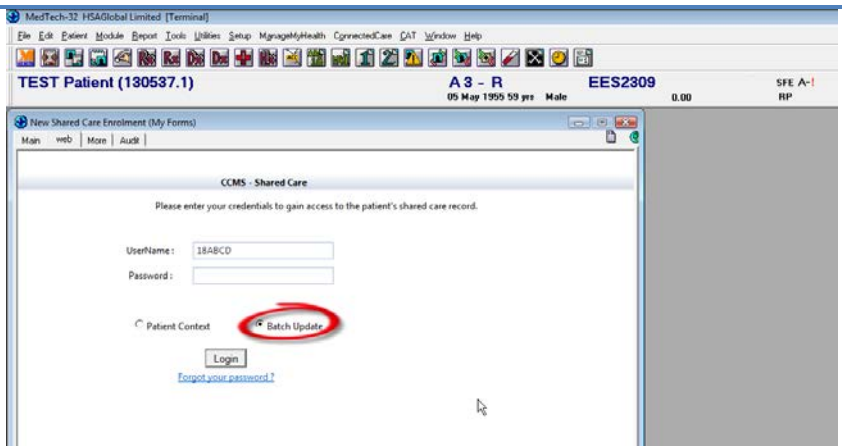 MedTech-32 HSAGlobal Limited [Terminal]
File Edit Patient Module Report Tools Utilities Setup ManageMyHealth ConnectedCare CAT Window Help
TEST Patient (130537.1) A 3 - R EES2309 SFE A-!
05 May 1955 59 yrs Male 0.00 RP
New Shared Care Enrolment (My Forms)
Main web More Audit
CCMS - Shared Care
Please enter your credentials to gain access to the patient's shared care record.
UserName : 18ABCD
Password :
Patient Context Batch Update
Login
Forgot your password ?